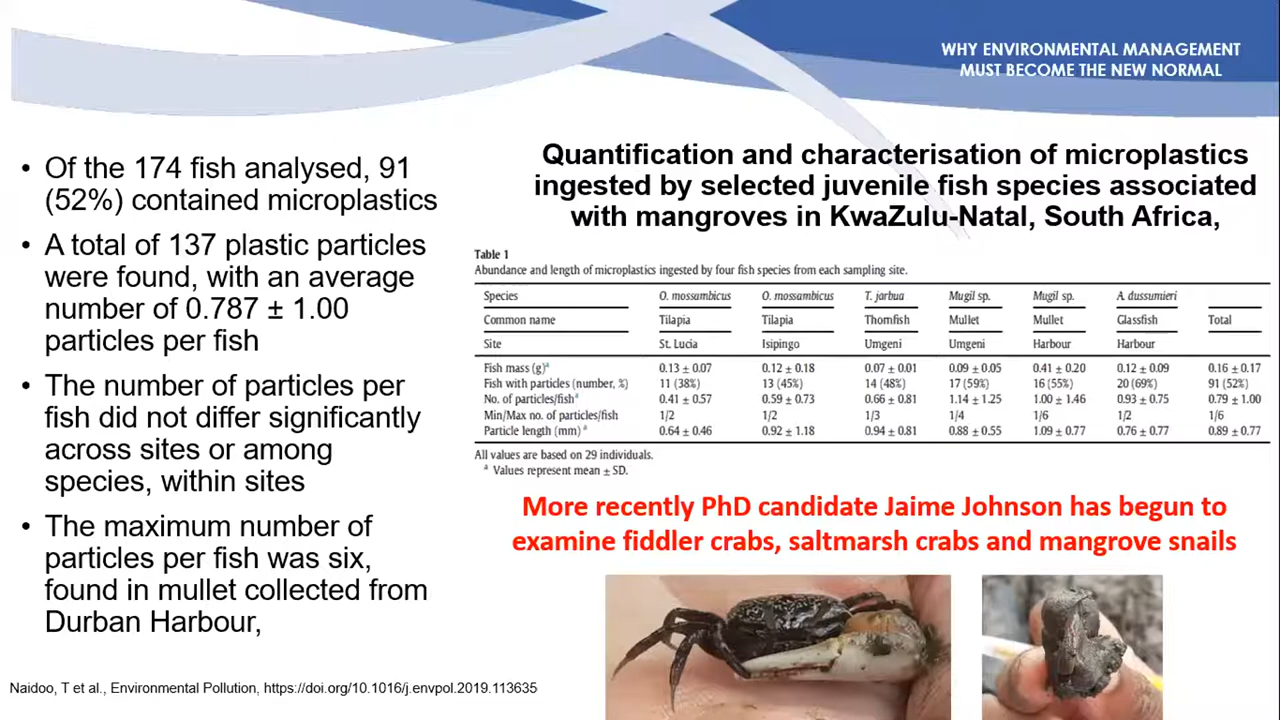 WHY ENVIRONMENTAL MANAGEMENT
MUST BECOME THE NEW NORMAL
• Of the 174 fish analysed, 91
(52%) contained microplastics
• A total of 137 plastic particles
were found, with an average
number of 0.787 ± 1.00
particles per fish
• The number of particles per
fish did not differ significantly
across sites or among
species, within sites
• The maximum number of
particles per fish was six,
found in mullet collected from
Durban Harbour,
Quantification and characterisation of microplastics
ingested by selected juvenile fish species associated
with mangroves in KwaZulu-Natal, South Africa,
Table 1
Abundance and length of microplastics ingested by four fish species from each sampling site.
Species O. mossambicus O. mossambicus T. jarbua Mugil sp. Mugil sp. A. dussumieri
Common name Tilapia Tilapia Thornfish Mullet Mullet Glassfish Total
Site St. Lucia Isipingo Umgeni Umgeni Harbour Harbour
Fish mass (g)a 0.13 ± 0.07 0.12 ± 0.18 0.07 ± 0.01 0.09 ± 0.05 0.41 ± 0.20 0.12 ± 0.09 0.16 ± 0.17
Fish with particles (number, %) 11 (38%) 13 (45%) 14 (48%) 17 (59%) 16 (55%) 20 (69%) 91 (52%)
No. of particles/fisha 0.41 ± 0.57 0.59 ± 0.73 0.66 ± 0.81 1.14 ± 1.25 1.00 ± 1.46 0.93 ± 0.75 0.79 ± 1.00
Min/Max no. of particles/fish 1/2 1/2 1/3 1/4 1/6 1/2 1/6
Particle length (mm) a 0.64 ± 0.46 0.92 ± 1.18 0.94 ± 0.81 0.88 ± 0.55 1.09 ± 0.77 0.76 ± 0.77 0.89 ± 0.77
All values are based on 29 individuals.
a Values represent mean ± SD.
More recently PhD candidate Jaime Johnson has begun to
examine fiddler crabs, saltmarsh crabs and mangrove snails
Naidoo, T et al., Environmental Pollution, https://doi.org/10.1016/j.envpol.2019.113635